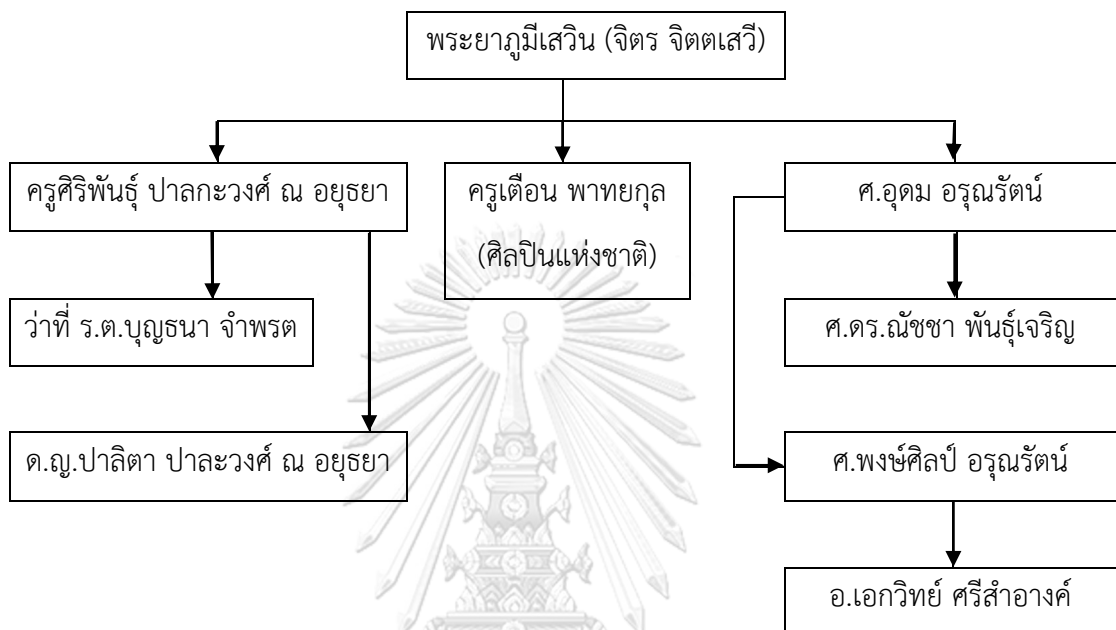 พระยาภูมีเสวิน (จิตร จิตตเสวี)
ครูศิริพันธุ์ ปาลกะวงศ์ ณ อยุธยา
ครูเตือน พาทยกุล
(ศิลปินแห่งชาติ)
ศ.อุดม อรุณรัตน์
ว่าที่ ร.ต.บุญธนา จำพรต
ศ.ดร.ณัชชา พันธุ์เจริญ
ด.ญ.ปาลิตา ปาละวงศ์ ณ อยุธยา
ศ.พงษ์ศิลป์ อรุณรัตน์
อ.เอกวิทย์ ศรีสำอางค์